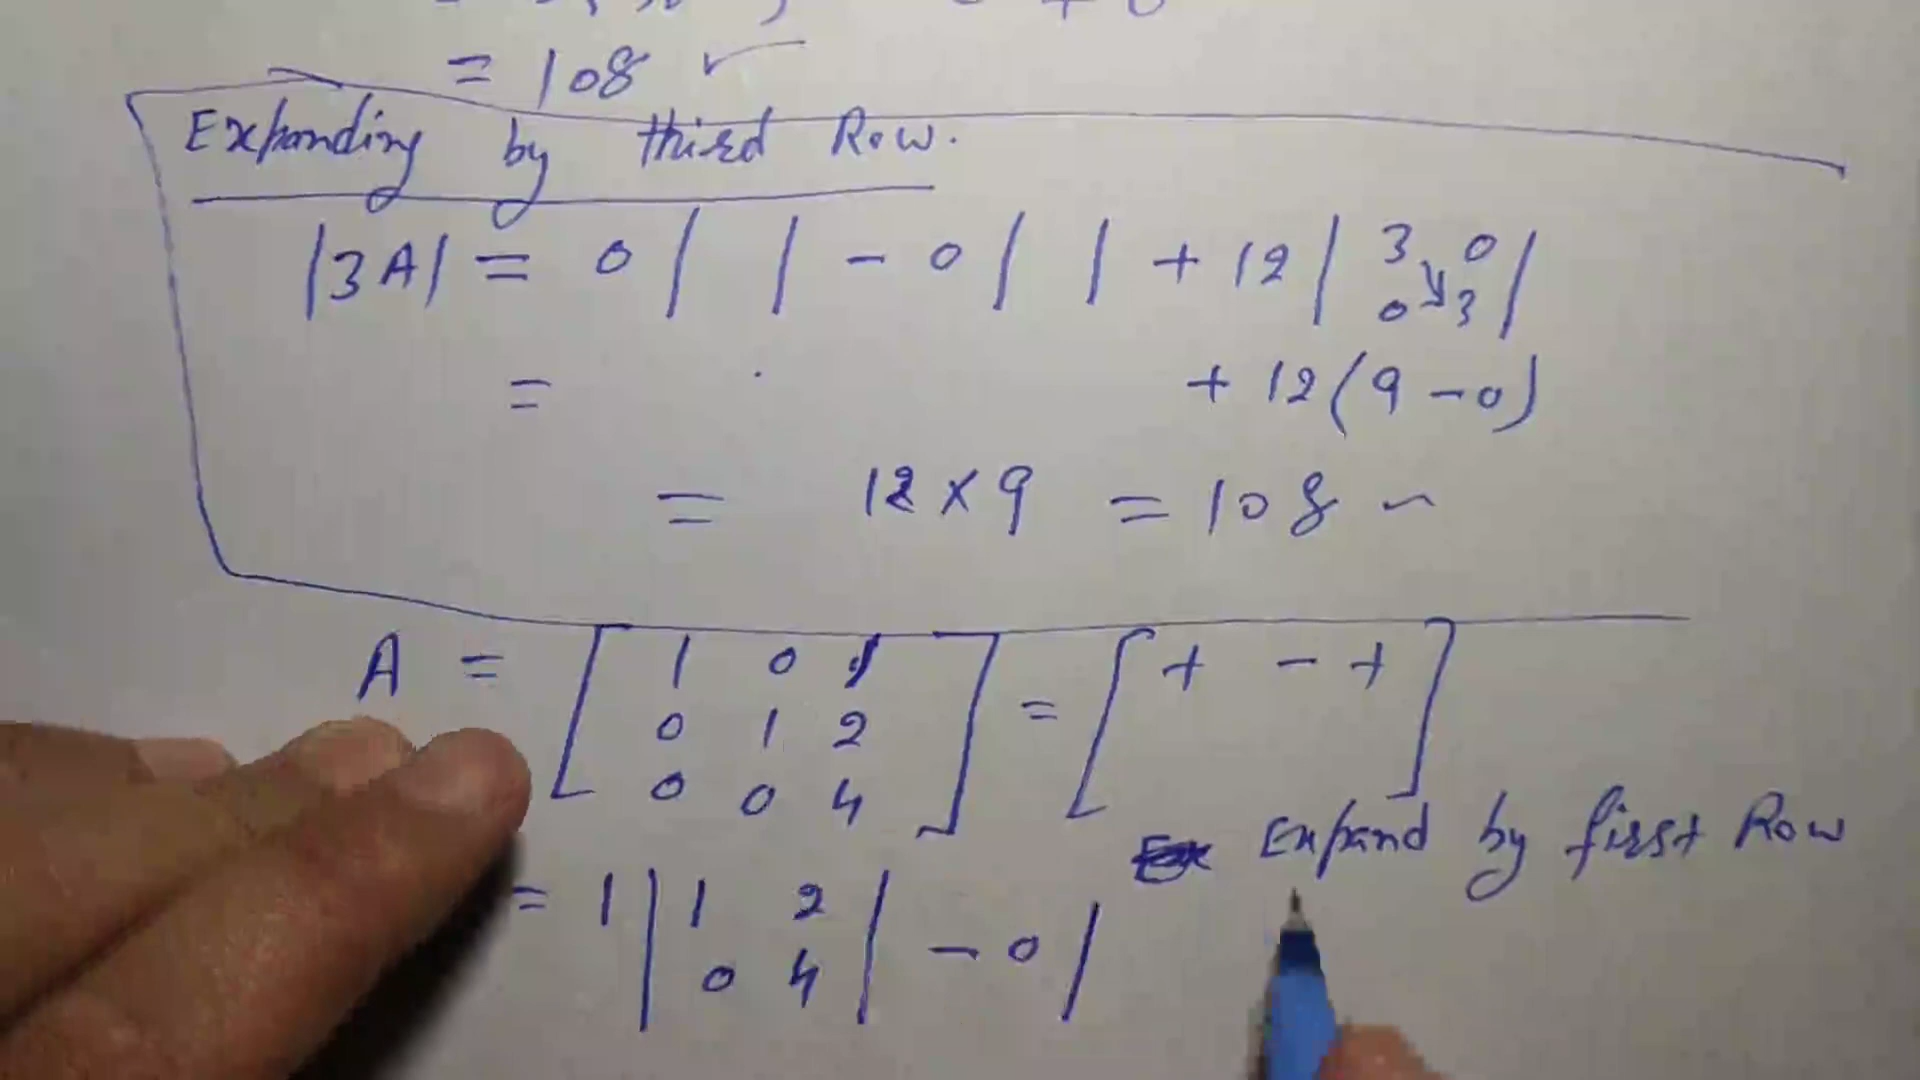 = 108 ✓
Expanding by third Row.
|3A| = 0| | - 0| | + 12| 3 0 |
0 3
= + 12(9 - 0)
= 12 × 9 = 108
A = [ 1 0 1 ] = [ + - + ]
0 1 2
0 0 4
Expand by first Row
= 1| 1 2 | - 0|
0 4